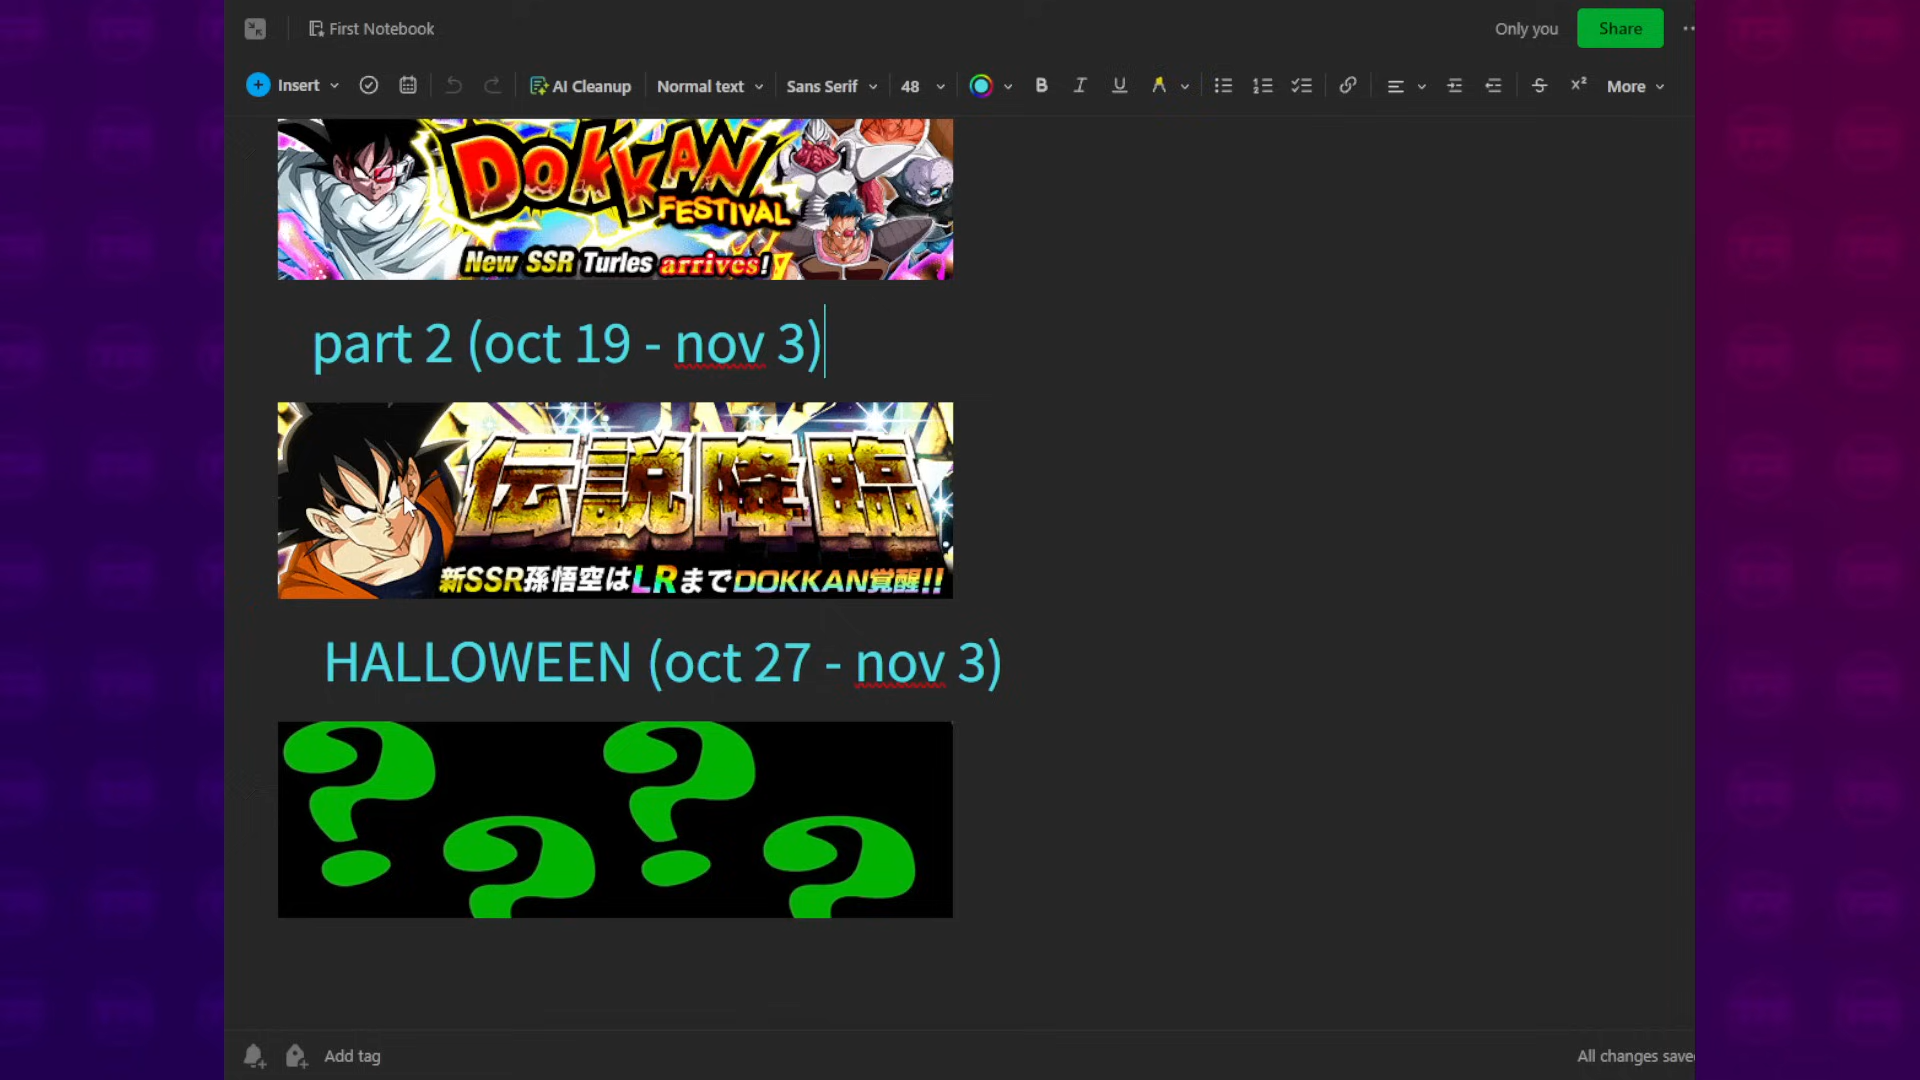 First Notebook
Only you
Share
Insert
AI Cleanup
Normal text
Sans Serif
48
More
DOKKAN
FESTIVAL
New SSR Turles arrives!
part 2 (oct 19 - nov 3)
伝説降臨
新SSR孫悟空はLRまでDOKKAN覚醒!!
HALLOWEEN (oct 27 - nov 3)
????
Add tag
All changes save